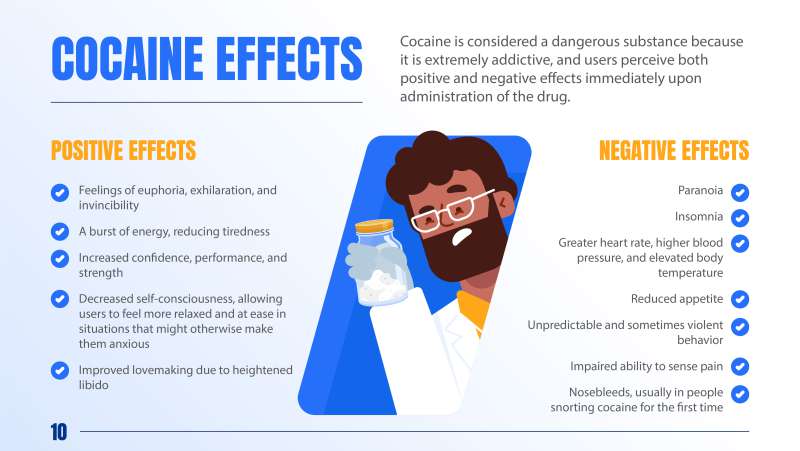 COCAINE EFFECTS
Cocaine is considered a dangerous substance because
it is extremely addictive, and users perceive both
positive and negative effects immediately upon
administration of the drug.
POSITIVE EFFECTS
Feelings of euphoria, exhilaration, and
invincibility
A burst of energy, reducing tiredness
Increased confidence, performance, and
strength
Decreased self-consciousness, allowing
users to feel more relaxed and at ease in
situations that might otherwise make
them anxious
Improved lovemaking due to heightened
libido
NEGATIVE EFFECTS
Paranoia
Insomnia
Greater heart rate, higher blood
pressure, and elevated body
temperature
Reduced appetite
Unpredictable and sometimes violent
behavior
Impaired ability to sense pain
Nosebleeds, usually in people
snorting cocaine for the first time
10